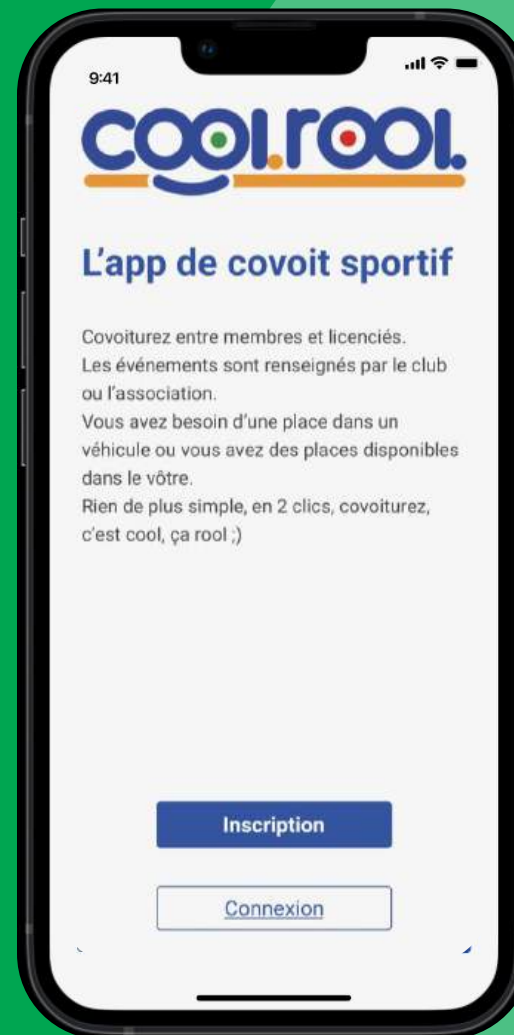 9:41
cool.rool.
L’app de covoit sportif
Covoiturez entre membres et licenciés.
Les événements sont renseignés par le club
ou l’association.
Vous avez besoin d’une place dans un
véhicule ou vous avez des places disponibles
dans le vôtre.
Rien de plus simple, en 2 clics, covoiturez,
c’est cool, ça rool ;)
Inscription
Connexion